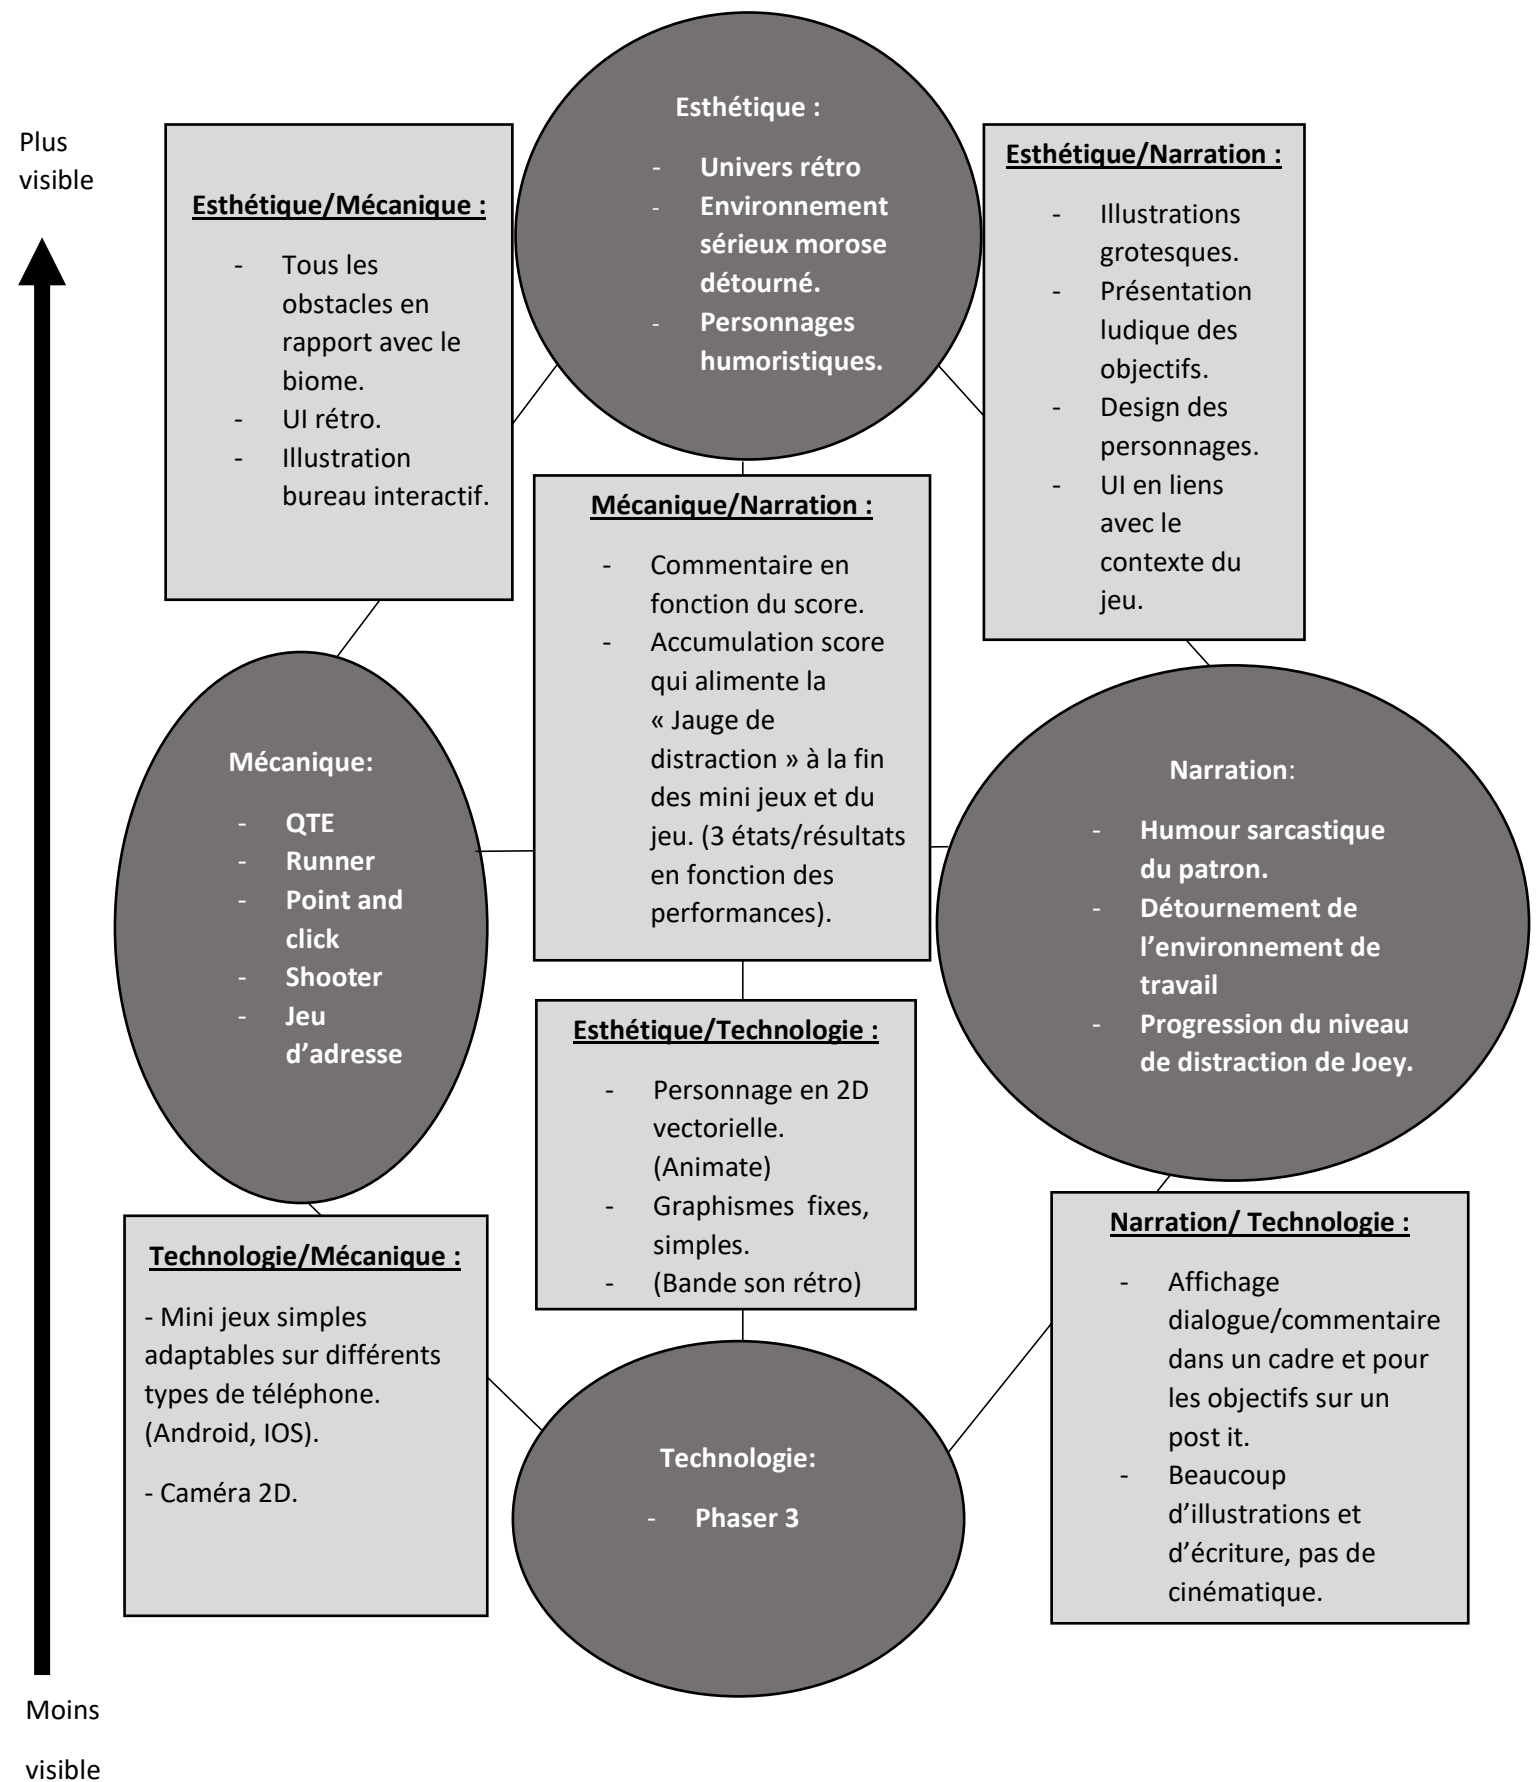 Plus
visible
Esthétique :
- Univers rétro
- Environnement
sérieux morose
détourné.
- Personnages
humoristiques.
Esthétique/Mécanique :
- Tous les
obstacles en
rapport avec le
biome.
- UI rétro.
- Illustration
bureau interactif.
Esthétique/Narration :
- Illustrations
grotesques.
- Présentation
ludique des
objectifs.
- Design des
personnages.
- UI en liens
avec le
contexte du
jeu.
Mécanique/Narration :
- Commentaire en
fonction du score.
- Accumulation score
qui alimente la
« Jauge de
distraction » à la fin
des mini jeux et du
jeu. (3 états/résultats
en fonction des
performances).
Mécanique:
- QTE
- Runner
- Point and
click
- Shooter
- Jeu
d’adresse
Narration:
- Humour sarcastique
du patron.
- Détournement de
l’environnement de
travail
- Progression du niveau
de distraction de Joey.
Esthétique/Technologie :
- Personnage en 2D
vectorielle.
(Animate)
- Graphismes fixes,
simples.
- (Bande son rétro)
Technologie/Mécanique :
- Mini jeux simples
adaptables sur différents
types de téléphone.
(Android, IOS).
- Caméra 2D.
Narration/ Technologie :
- Affichage
dialogue/commentaire
dans un cadre et pour
les objectifs sur un
post it.
- Beaucoup
d’illustrations et
d’écriture, pas de
cinématique.
Technologie:
- Phaser 3
Moins
visible